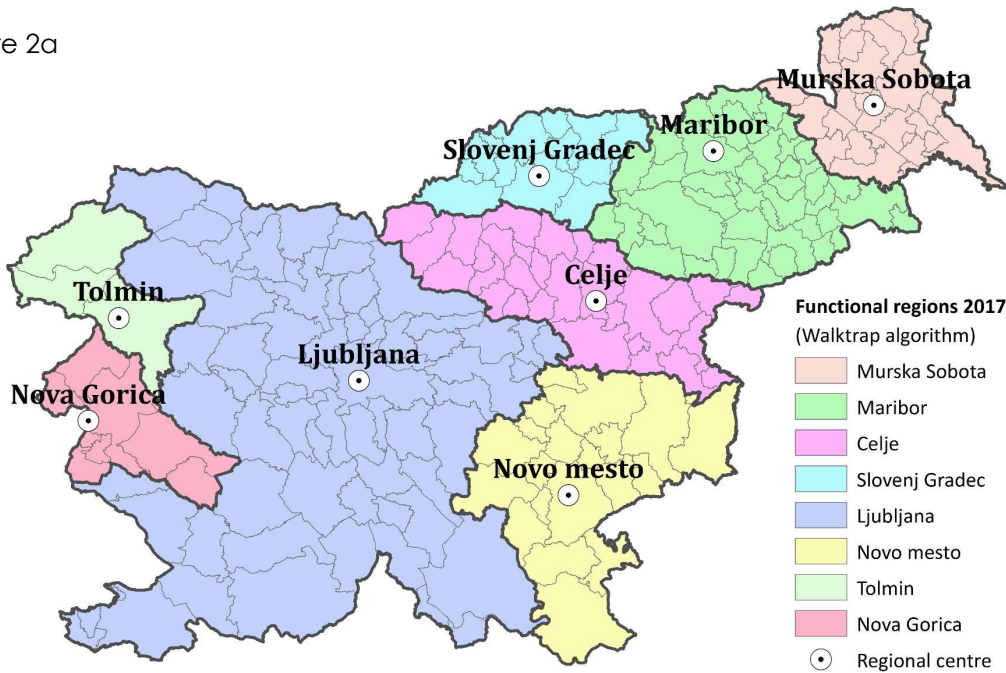 2a
Murska Sobota
Maribor
Slovenj Gradec
Celje
Tolmin
Ljubljana
Nova Gorica
Novo mesto
Functional regions 2017
(Walktrap algorithm)
Murska Sobota
Maribor
Celje
Slovenj Gradec
Ljubljana
Novo mesto
Tolmin
Nova Gorica
Regional centre